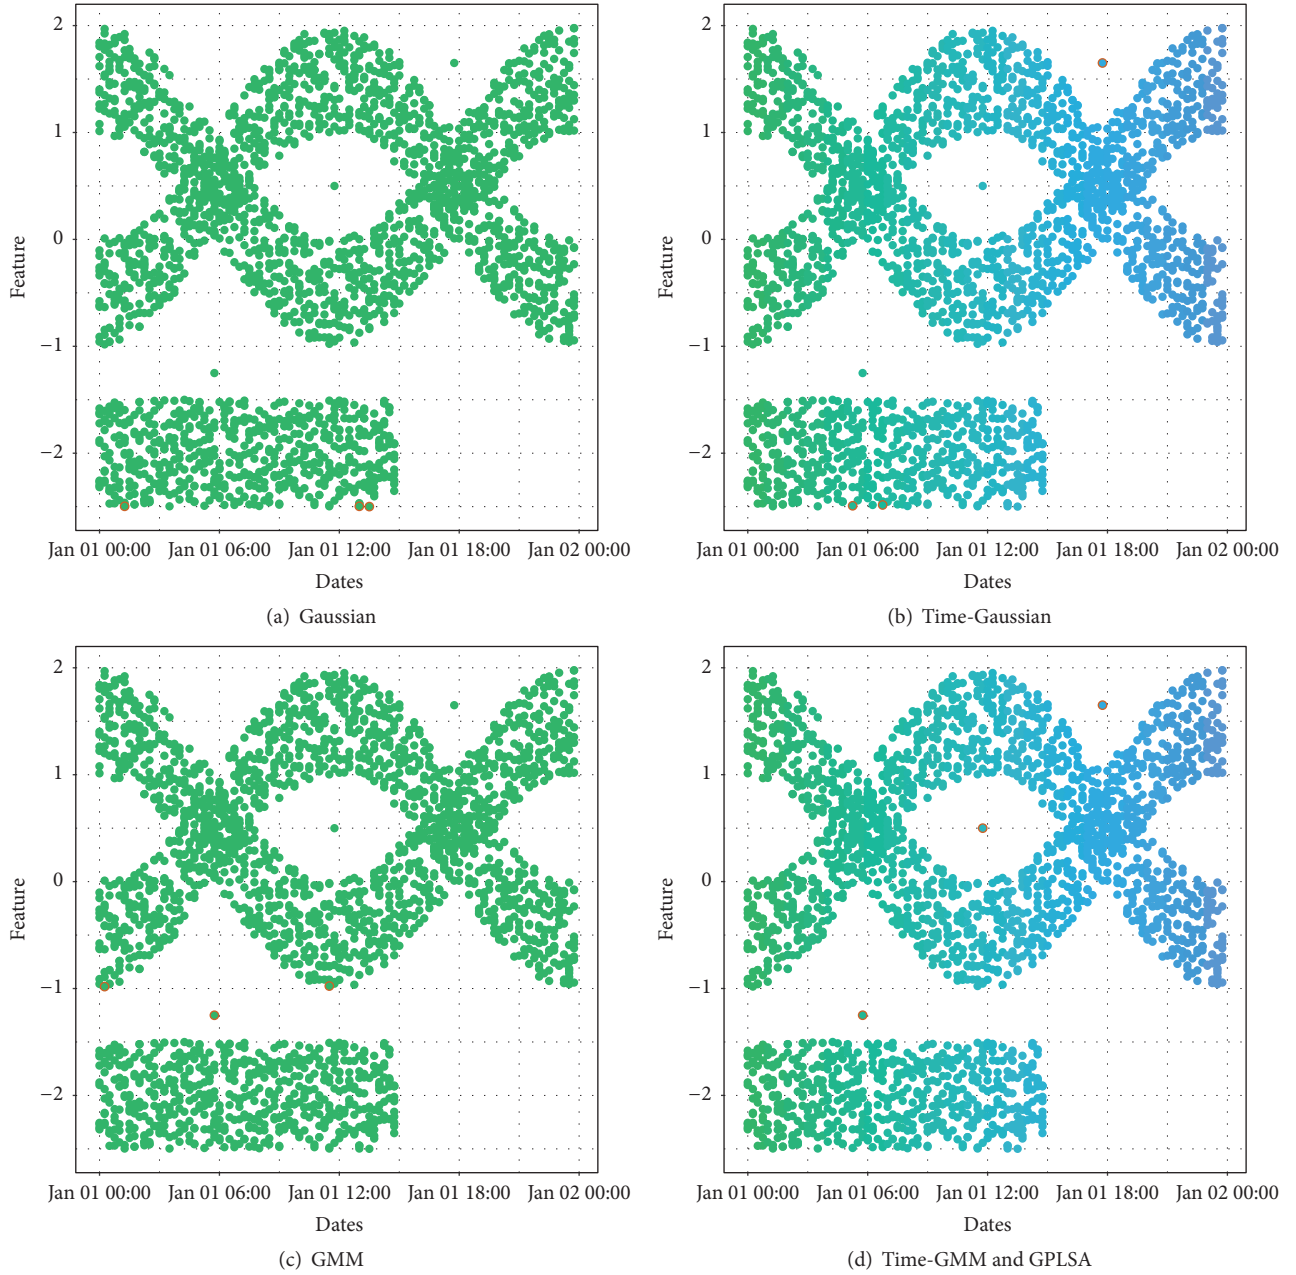 2
1
0
−1
−2
Feature
Jan 01 00:00 Jan 01 06:00 Jan 01 12:00 Jan 01 18:00 Jan 02 00:00
Dates
(a) Gaussian
2
1
0
−1
−2
Feature
Jan 01 00:00 Jan 01 06:00 Jan 01 12:00 Jan 01 18:00 Jan 02 00:00
Dates
(b) Time-Gaussian
2
1
0
−1
−2
Feature
Jan 01 00:00 Jan 01 06:00 Jan 01 12:00 Jan 01 18:00 Jan 02 00:00
Dates
(c) GMM
2
1
0
−1
−2
Feature
Jan 01 00:00 Jan 01 06:00 Jan 01 12:00 Jan 01 18:00 Jan 02 00:00
Dates
(d) Time-GMM and GPLSA